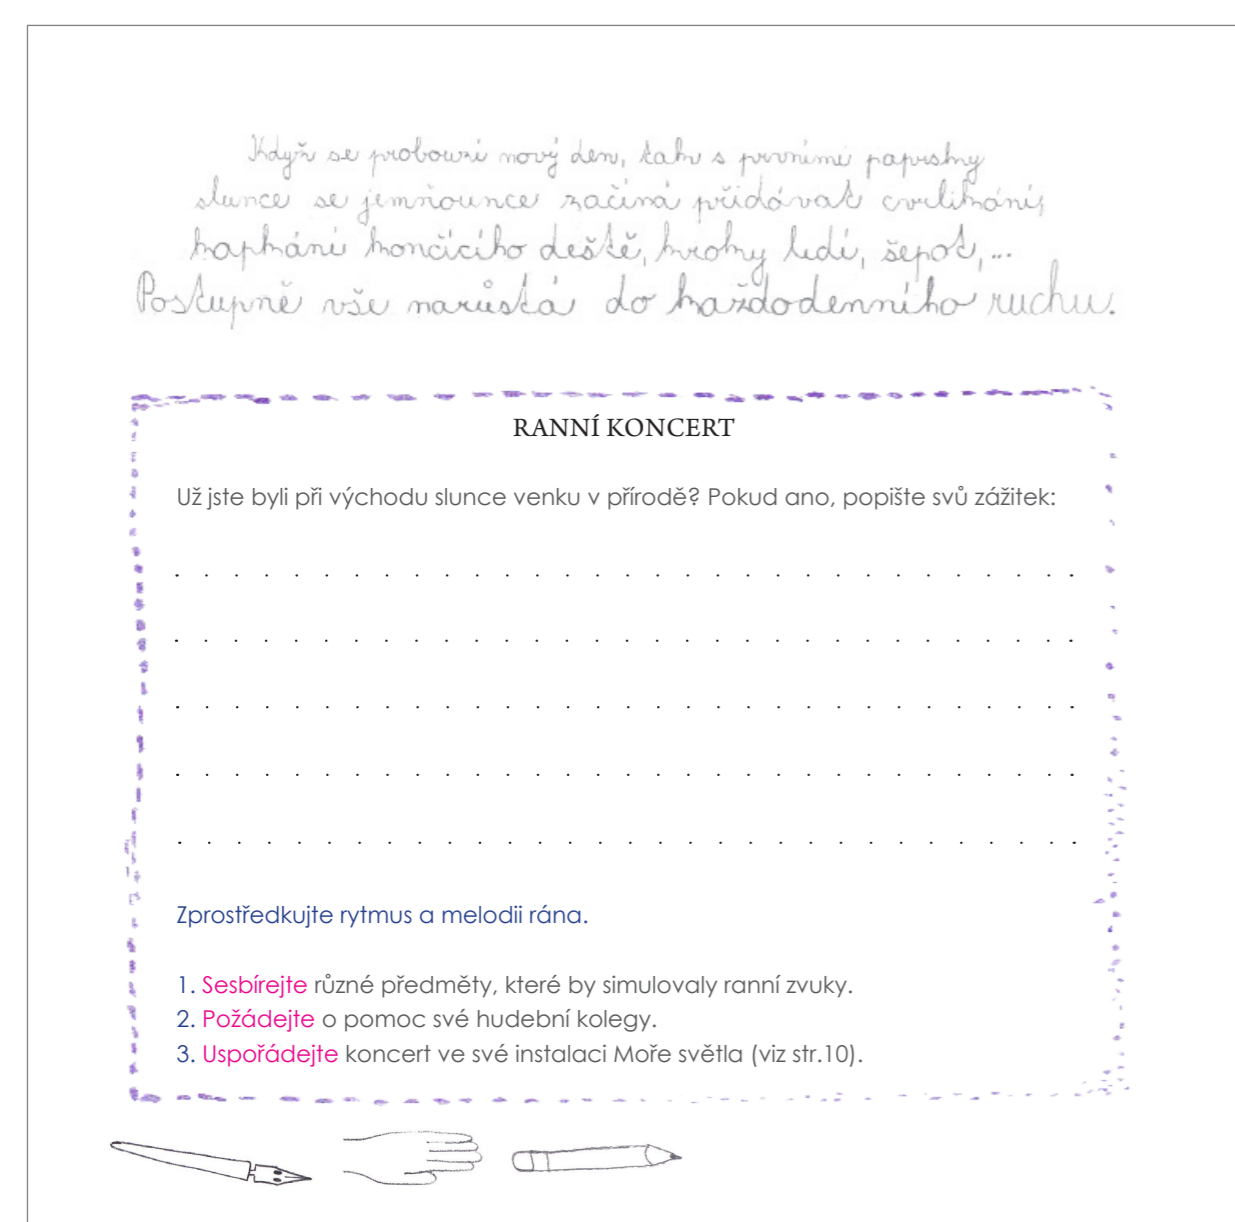 Když se probouzí nový den, tak s prvními paprsky
slunce se jemňounce začíná přidávat cvrlikání,
kapkání končícího deště, kroky lidí, šepot,...
Postupně vše narůstá do každodenního ruchu.
RANNÍ KONCERT
Už jste byli při východu slunce venku v přírodě? Pokud ano, popište svů zážitek:
Zprostředkujte rytmus a melodii rána.
1. Sesbírejte různé předměty, které by simulovaly ranní zvuky.
2. Požádejte o pomoc své hudební kolegy.
3. Uspořádejte koncert ve své instalaci Moře světla (viz str.10).